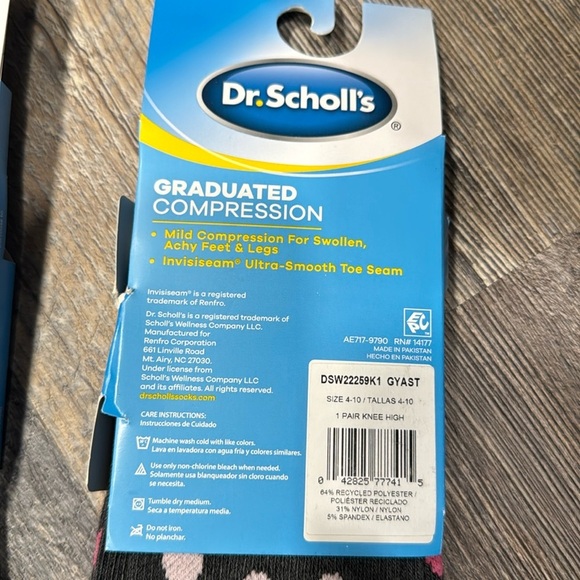 Dr.Scholl's
®
GRADUATED
COMPRESSION
• Mild Compression For Swollen,
Achy Feet & Legs
• Invisiseam® Ultra-Smooth Toe Seam
Invisiseam® is a registered
trademark of Renfro.
Dr. Scholl's is a registered trademark of
Scholl's Wellness Company LLC.
Manufactured for
Renfro Corporation
661 Linville Road
Mt. Airy, NC 27030.
Under license from
Scholl's Wellness Company LLC
and its affiliates. All rights reserved.
drschollssocks.com
CARE INSTRUCTIONS:
Instrucciones de Cuidado
Machine wash cold with like colors.
Lava en lavadora con agua fría y colores similares.
Use only non-chlorine bleach when needed.
Solamente usa blanqueador sin cloro cuando
se necesita.
Tumble dry medium.
Seca a temperatura media.
Do not iron.
No planchar.
AE717-9790 RN# 14177
MADE IN PAKISTAN
HECHO EN PAKISTÁN
DSW22259K1 GYAST
SIZE 4-10 / TALLAS 4-10
1 PAIR KNEE HIGH
0 42825 77741 5
64% RECYCLED POLYESTER /
POLIÉSTER RECICLADO
31% NYLON / NYLON
5% SPANDEX / ELASTANO